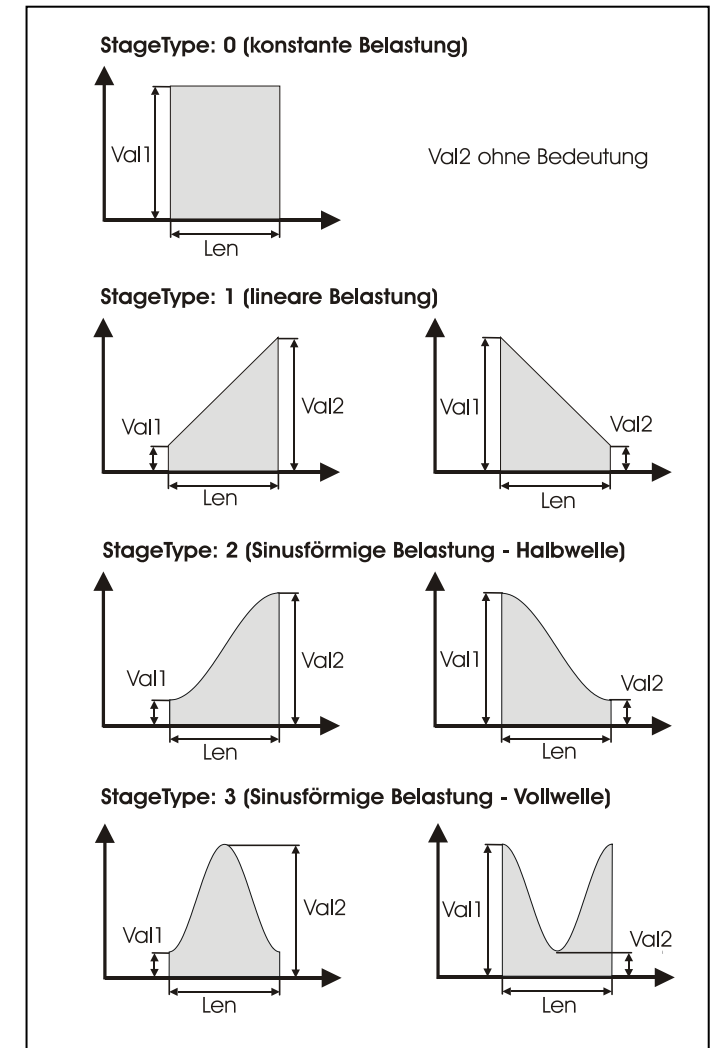 StageType: 0 (konstante Belastung)
Val1
Val2 ohne Bedeutung
Len
StageType: 1 (lineare Belastung)
Val1
Val2
Len
Val1
Val2
Len
StageType: 2 (Sinusförmige Belastung - Halbwelle)
Val1
Val2
Len
Val1
Val2
Len
StageType: 3 (Sinusförmige Belastung - Vollwelle)
Val1
Val2
Len
Val1
Val2
Len